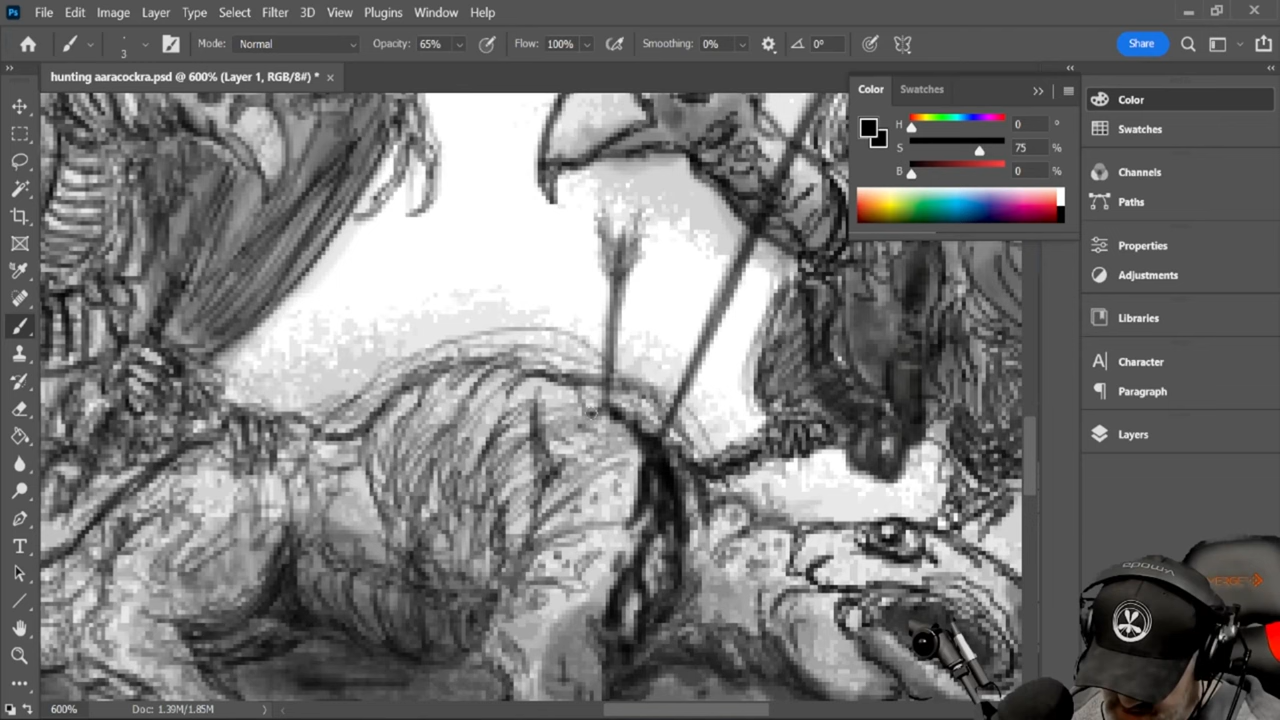 Ps File Edit Image Layer Type Select Filter 3D View Plugins Window Help
3 Mode: Normal Opacity: 65% Flow: 100% Smoothing: 0% 0° Share
hunting aaracockra.psd @ 600% (Layer 1, RGB/8#) *
Color Swatches
H 0 °
S 75 %
B 0 %
Color
Swatches
Channels
Paths
Properties
Adjustments
Libraries
Character
Paragraph
Layers
600% Doc: 1.39M/1.85M